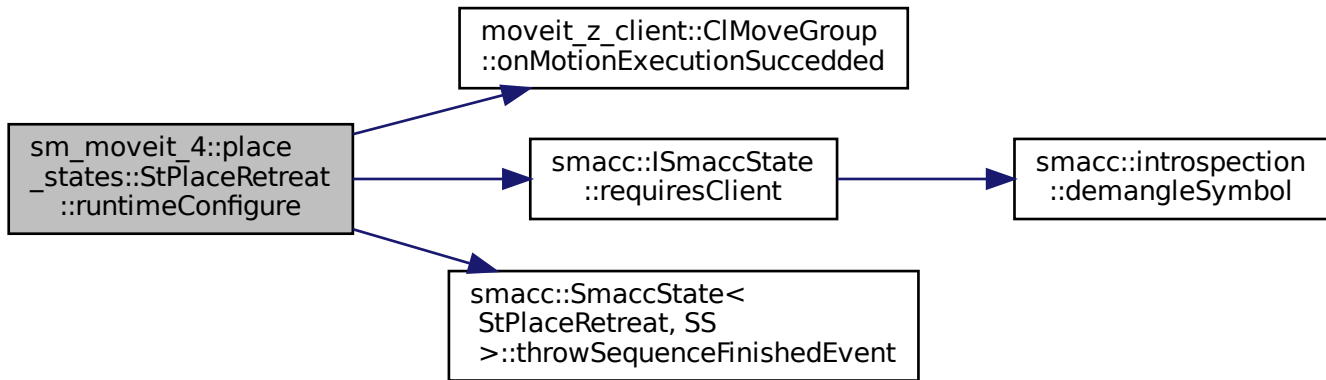 moveit_z_client::ClMoveGroup
::onMotionExecutionSuccedded
sm_moveit_4::place
_states::StPlaceRetreat
::runtimeConfigure
smacc::ISmaccState
::requiresClient
smacc::introspection
::demangleSymbol
smacc::SmaccState<
StPlaceRetreat, SS
>::throwSequenceFinishedEvent